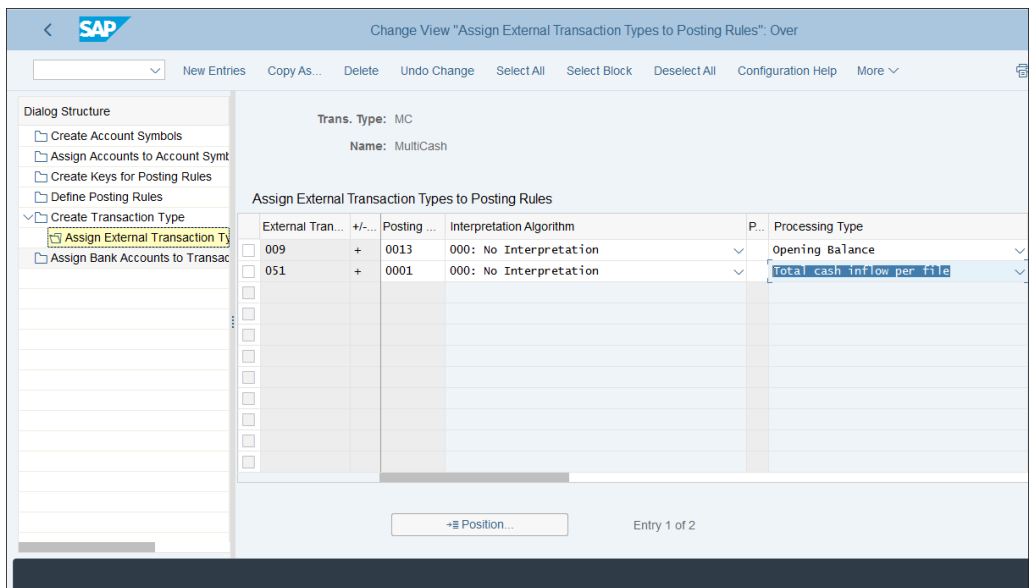 SAP
Change View "Assign External Transaction Types to Posting Rules": Over
New Entries Copy As... Delete Undo Change Select All Select Block Deselect All Configuration Help More
Dialog Structure
Create Account Symbols
Assign Accounts to Account Symb
Create Keys for Posting Rules
Define Posting Rules
Create Transaction Type
Assign External Transaction Ty
Assign Bank Accounts to Transac
Trans. Type: MC
Name: MultiCash
Assign External Transaction Types to Posting Rules
External Tran... +/-... Posting ... Interpretation Algorithm P... Processing Type
009 + 0013 000: No Interpretation Opening Balance
051 + 0001 000: No Interpretation Total cash inflow per file
Position... Entry 1 of 2